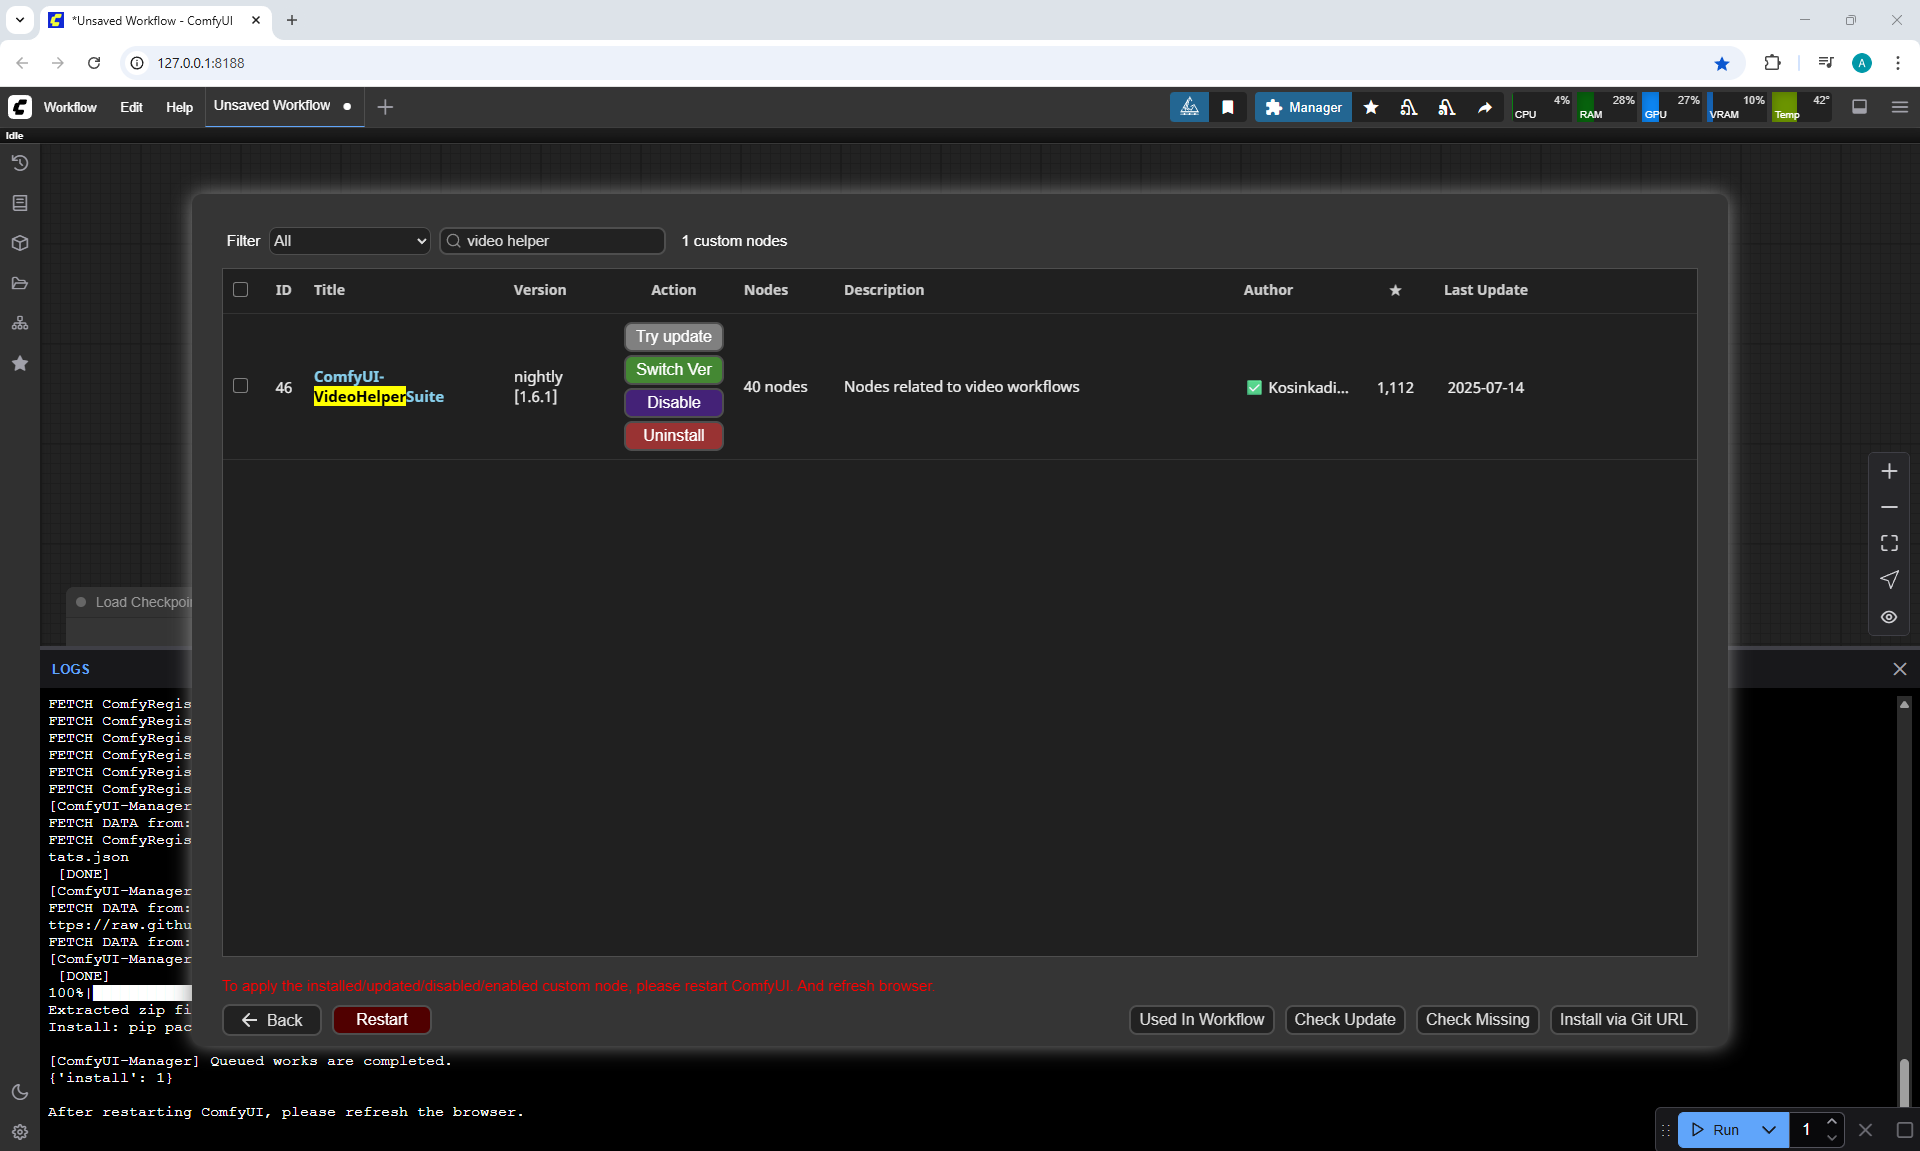 *Unsaved Workflow - ComfyUI
127.0.0.1:8188
A
Workflow Edit Help Unsaved Workflow
Manager
CPU 4% RAM 28% GPU 27% VRAM 10% Temp 42°
Idle
Filter All video helper 1 custom nodes
ID Title Version Action Nodes Description Author ★ Last Update
Try update
Switch Ver
Disable
Uninstall
46 ComfyUI-
VideoHelperSuite
nightly
[1.6.1]
40 nodes Nodes related to video workflows Kosinkadi... 1,112 2025-07-14
Load Checkpoi
LOGS
FETCH ComfyRegis
FETCH ComfyRegis
FETCH ComfyRegis
FETCH ComfyRegis
FETCH ComfyRegis
FETCH ComfyRegis
[ComfyUI-Manager
FETCH DATA from:
FETCH ComfyRegis
tats.json
[DONE]
[ComfyUI-Manager
FETCH DATA from:
ttps://raw.githu
FETCH DATA from:
[ComfyUI-Manager
[DONE]
100%|
Extracted zip fi
Install: pip pac
To apply the installed/updated/disabled/enabled custom node, please restart ComfyUI. And refresh browser.
Back Restart Used In Workflow Check Update Check Missing Install via Git URL
[ComfyUI-Manager] Queued works are completed.
{'install': 1}
After restarting ComfyUI, please refresh the browser.
Run 1